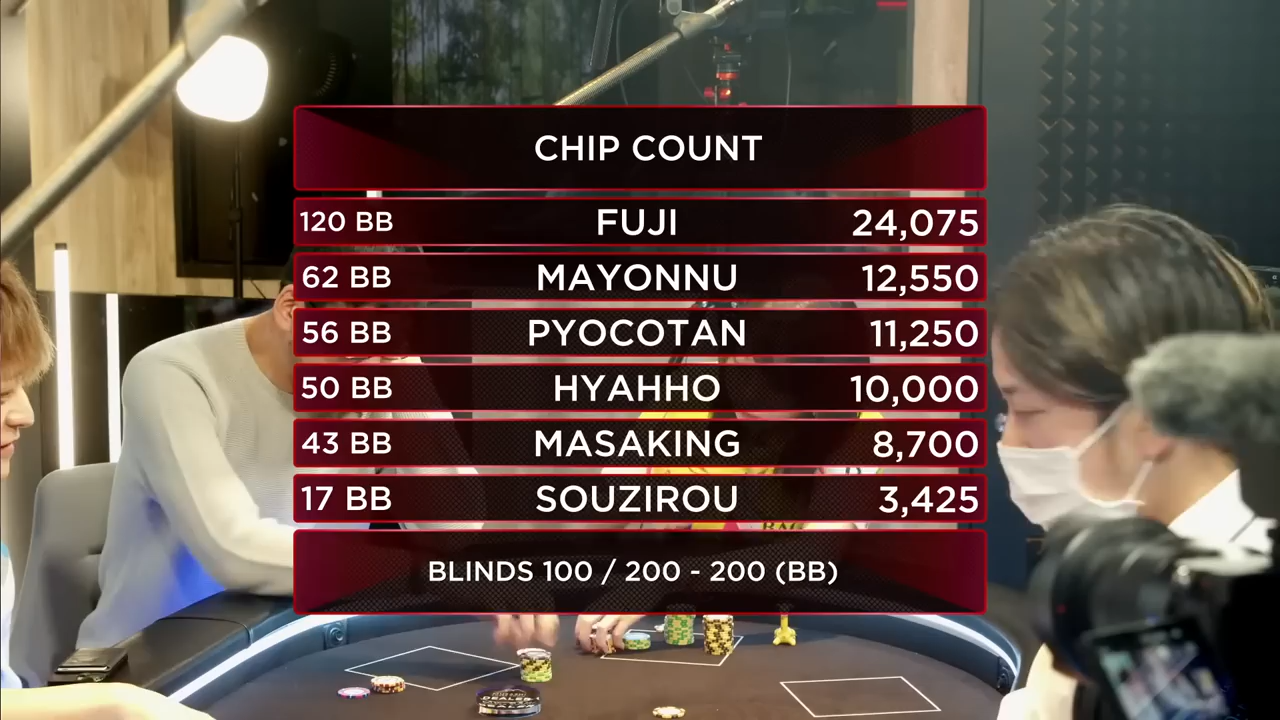 CHIP COUNT
120 BB FUJI 24,075
62 BB MAYONNU 12,550
56 BB PYOCOTAN 11,250
50 BB HYAHHO 10,000
43 BB MASAKING 8,700
17 BB SOUZIROU 3,425
BLINDS 100 / 200 - 200 (BB)
DEALER